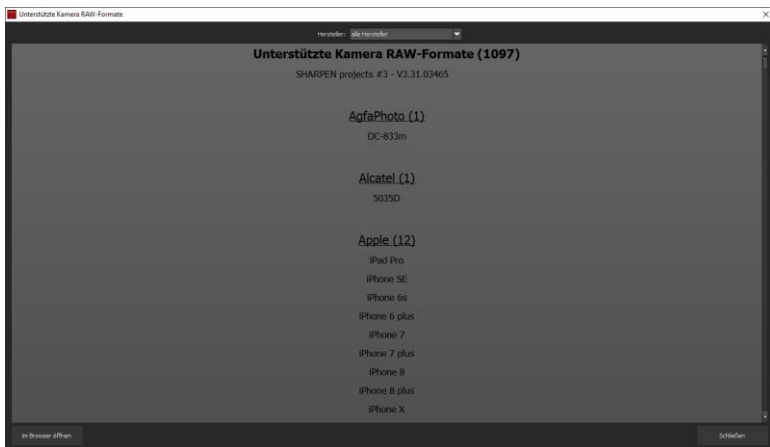 Unterstützte Kamera RAW-Formate
Hersteller: alle Hersteller
Unterstützte Kamera RAW-Formate (1097)
SHARPEN projects #3 - V3.31.03465
AgfaPhoto (1)
DC-833m
Alcatel (1)
5035D
Apple (12)
iPad Pro
iPhone SE
iPhone 6s
iPhone 6 plus
iPhone 7
iPhone 7 plus
iPhone 8
iPhone 8 plus
iPhone X
im Browser öffnen
Schließen